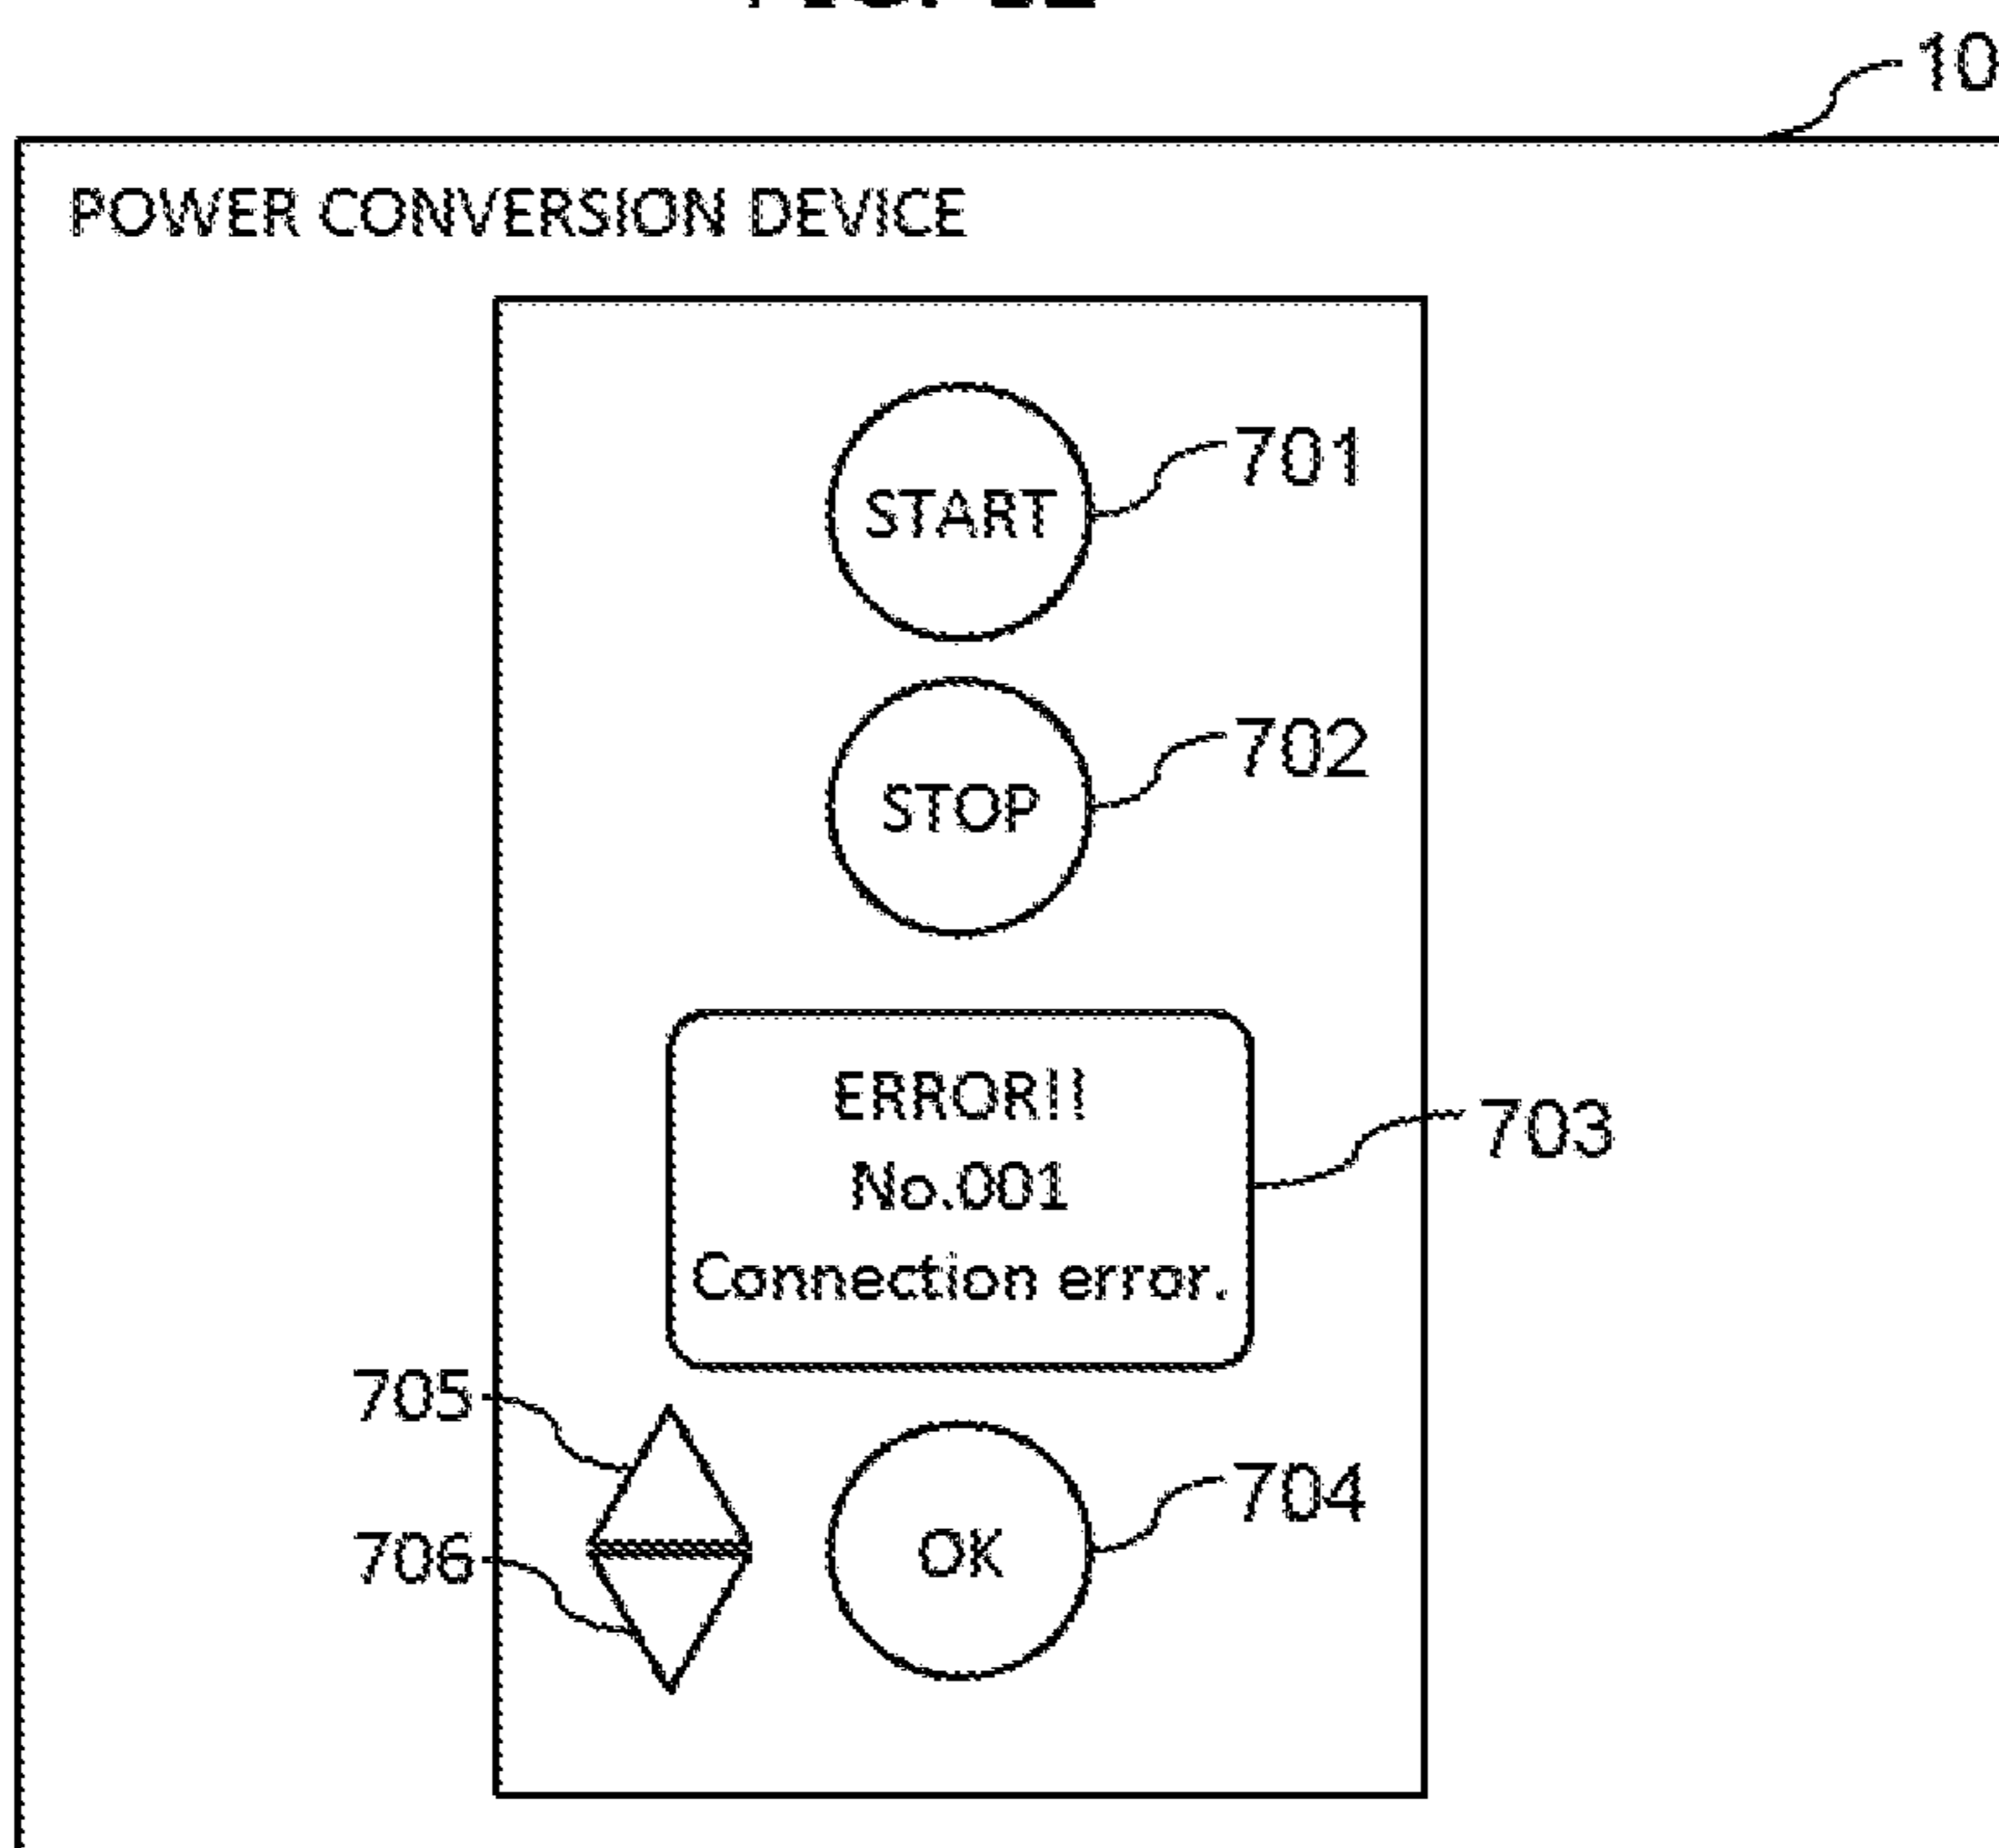 10
POWER CONVERSION DEVICE
START
701
STOP
702
ERROR!!
No.001
Connection error.
703
705
706
OK
704